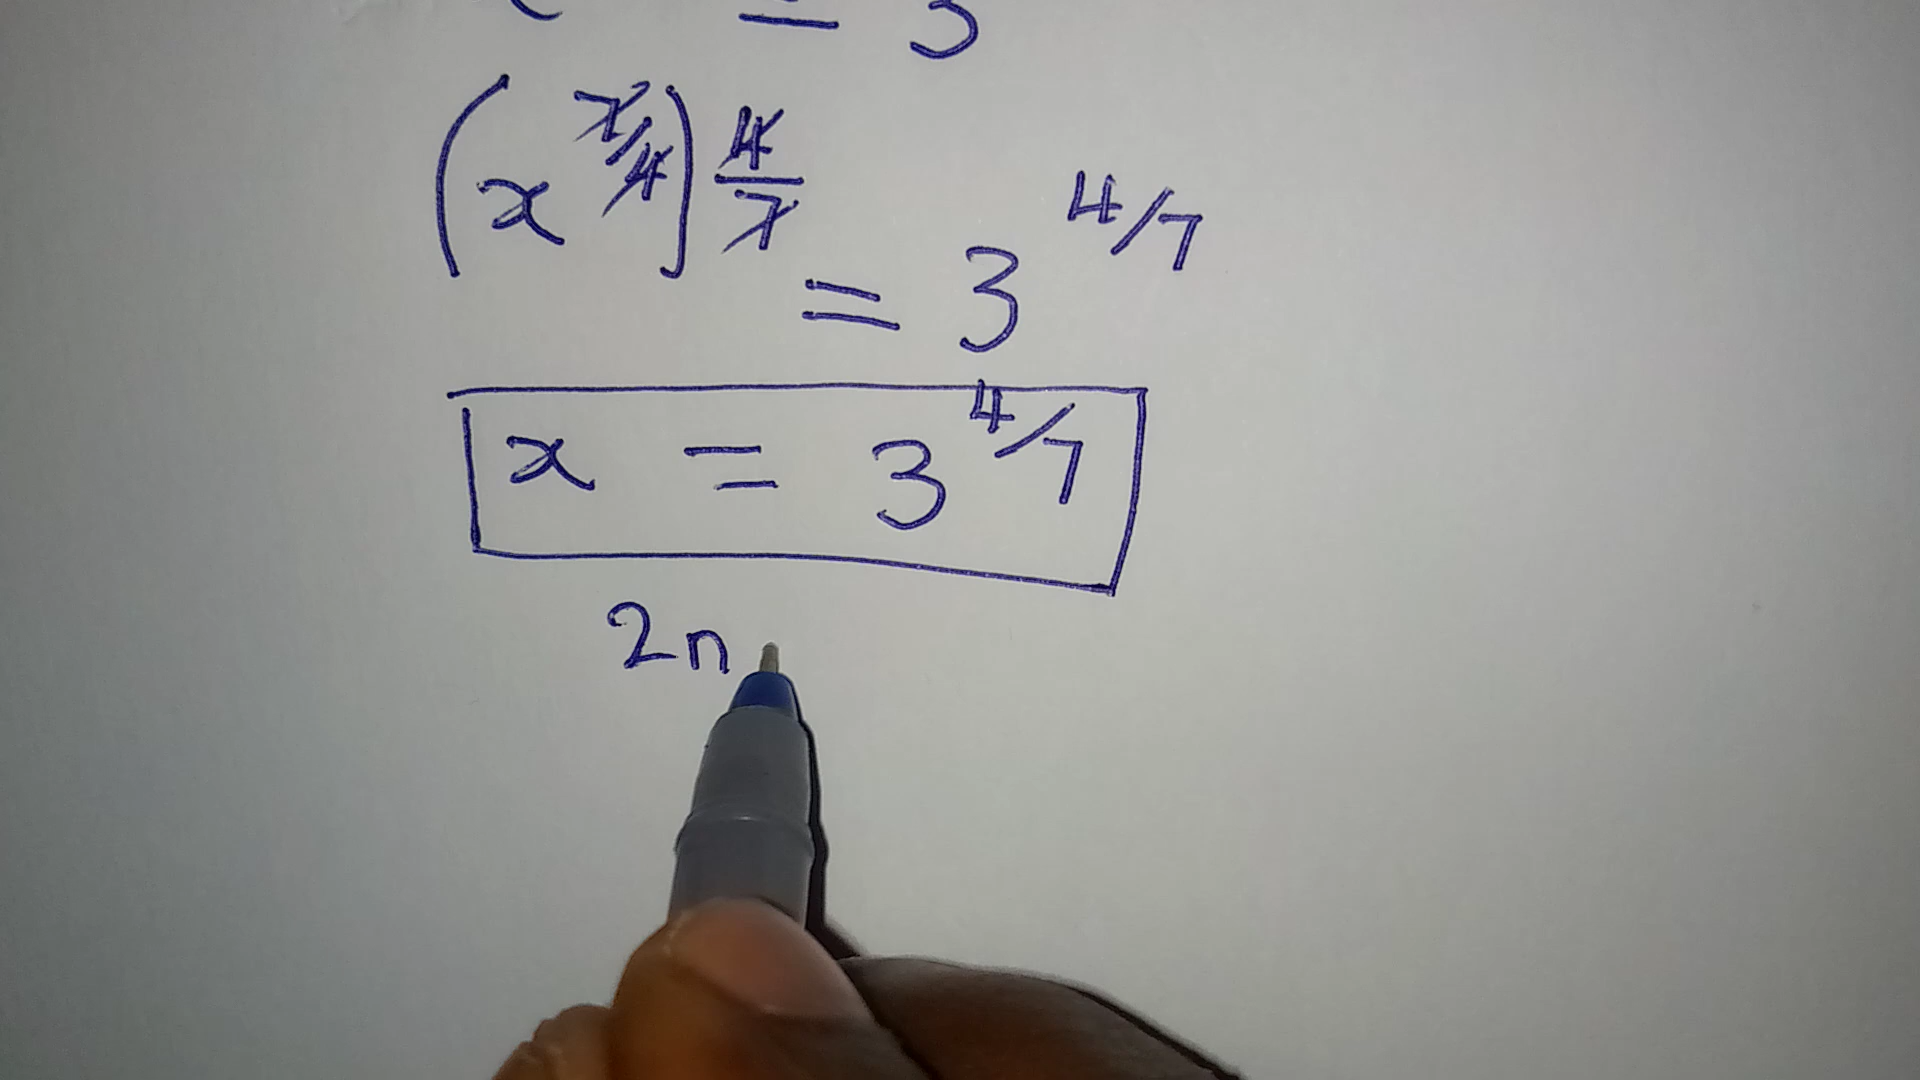 = 3
(x^7/4)^4/7 = 3^4/7
x = 3^4/7
2n